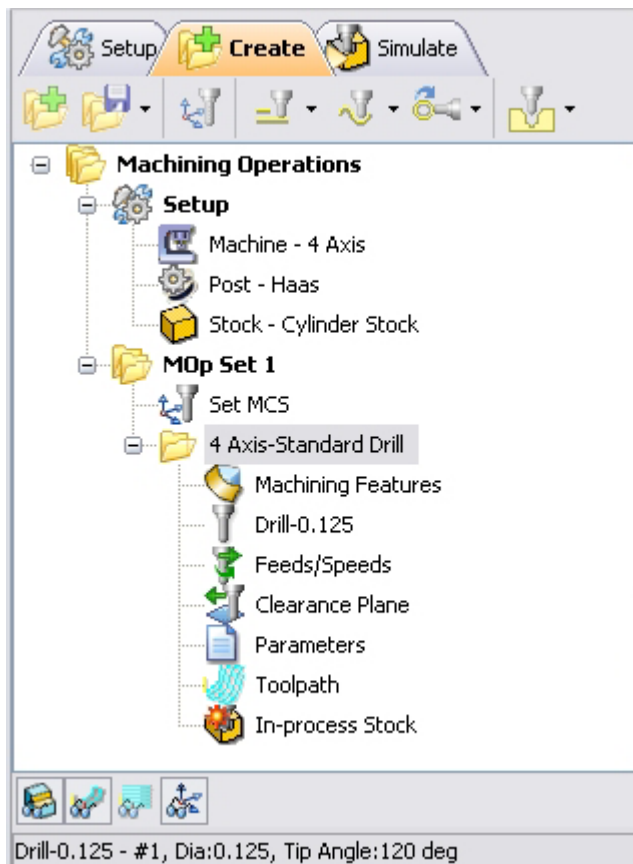 Setup Create Simulate
Machining Operations
Setup
Machine - 4 Axis
Post - Haas
Stock - Cylinder Stock
MOp Set 1
Set MCS
4 Axis-Standard Drill
Machining Features
Drill-0.125
Feeds/Speeds
Clearance Plane
Parameters
Toolpath
In-process Stock
Drill-0.125 - #1, Dia:0.125, Tip Angle:120 deg